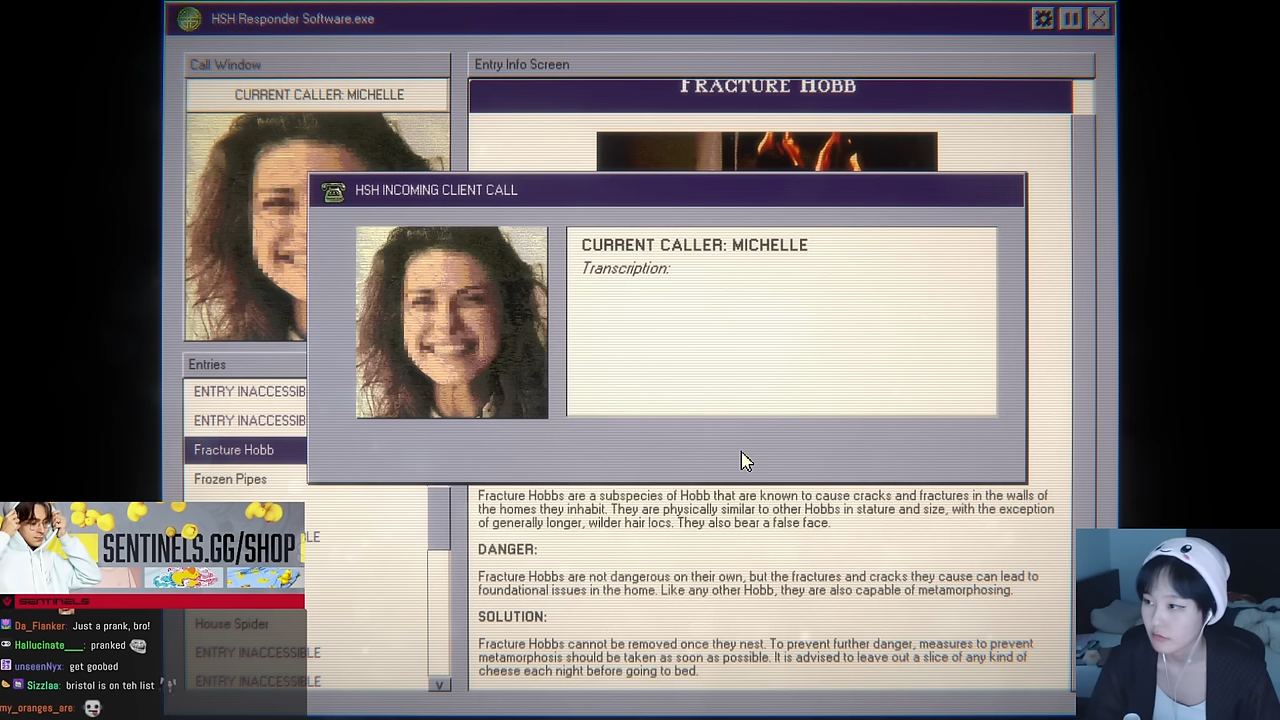 HSH Responder Software.exe
Call Window
CURRENT CALLER: MICHELLE
Entry Info Screen
FRACTURE HOBB
HSH INCOMING CLIENT CALL
CURRENT CALLER: MICHELLE
Transcription:
Entries
ENTRY INACCESSIB
ENTRY INACCESSIB
Fracture Hobb
Frozen Pipes
LE
House Spider
ENTRY INACCESSIBLE
ENTRY INACCESSIBLE
Fracture Hobbs are a subspecies of Hobb that are known to cause cracks and fractures in the walls of
the homes they inhabit. They are physically similar to other Hobbs in stature and size, with the exception
of generally longer, wilder hair locs. They also bear a false face.
DANGER:
Fracture Hobbs are not dangerous on their own, but the fractures and cracks they cause can lead to
foundational issues in the home. Like any other Hobb, they are also capable of metamorphosing.
SOLUTION:
Fracture Hobbs cannot be removed once they nest. To prevent further danger, measures to prevent
metamorphosis should be taken as soon as possible. It is advised to leave out a slice of any kind of
cheese each night before going to bed.
SENTINELS.GG/SHOP
SENTINELS
Da_Flanker: Just a prank, bro!
Hallucinate____: pranked
unseenNyx: get goobed
Sizzlaa: bristol is on teh list
my_oranges_are: